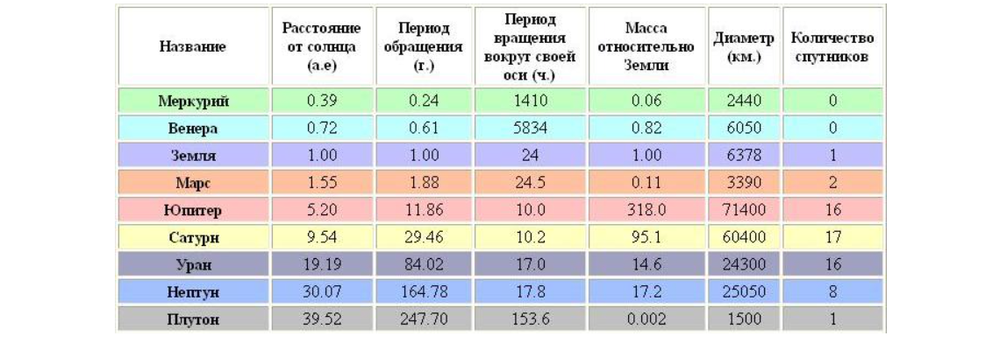 Название Расстояние от солнца (а.е) Период обращения (г.) Период вращения вокруг своей оси (ч.) Масса относительно Земли Диаметр (км.) Количество спутников
Меркурий 0.39 0.24 1410 0.06 2440 0
Венера 0.72 0.61 5834 0.82 6050 0
Земля 1.00 1.00 24 1.00 6378 1
Марс 1.55 1.88 24.5 0.11 3390 2
Юпитер 5.20 11.86 10.0 318.0 71400 16
Сатурн 9.54 29.46 10.2 95.1 60400 17
Уран 19.19 84.02 17.0 14.6 24300 16
Нептун 30.07 164.78 17.8 17.2 25050 8
Плутон 39.52 247.70 153.6 0.002 1500 1